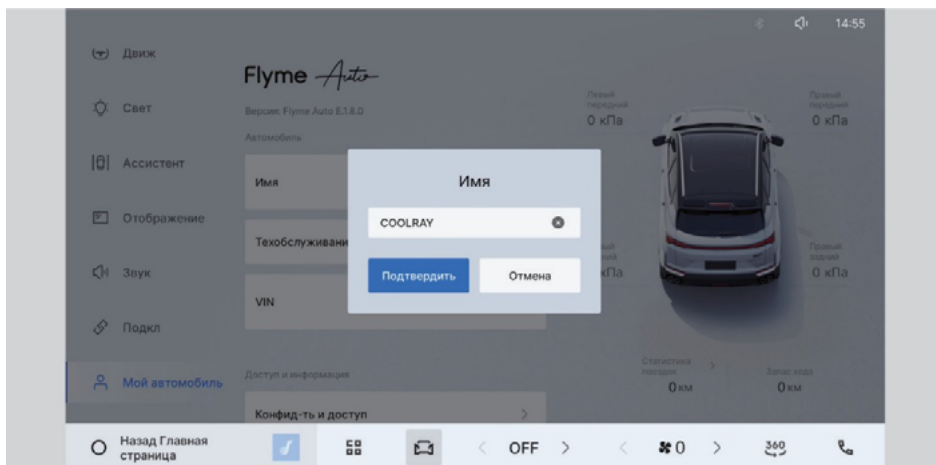 14:55
Движ
Свет
Ассистент
Отображение
Звук
Подкл
Мой автомобиль
Flyme Auto
Версия: Flyme Auto E.1.8.0
Автомобиль
Имя
Техобслуживани
VIN
Доступ и информация
Конфид-ть и доступ
Имя
COOLRAY
Подтвердить
Отмена
Левый
передний
0 кПа
Правый
передний
0 кПа
кПа
Правый
задний
0 кПа
Статистика
поездок
0 км
Запас хода
0 км
Назад Главная
страница
OFF
0
360